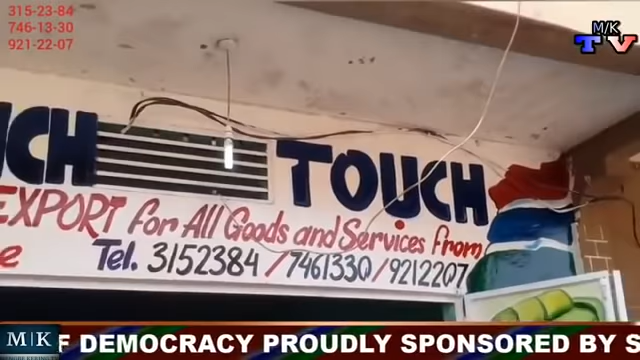 315-23-84
746-13-30
921-22-07
M/K
TV
UCH TOUCH
EXPORT for All Goods and Services from
Tel. 3152384/7461330/9212207
M|K
F DEMOCRACY PROUDLY SPONSORED BY S